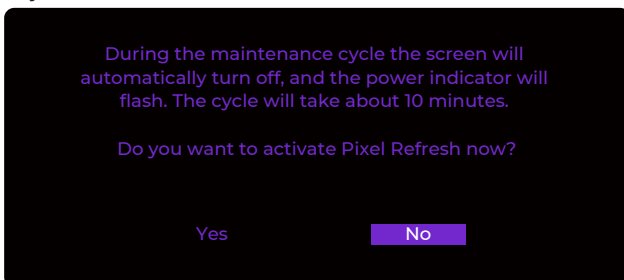 During the maintenance cycle the screen will
automatically turn off, and the power indicator will
flash. The cycle will take about 10 minutes.
Do you want to activate Pixel Refresh now?
Yes No